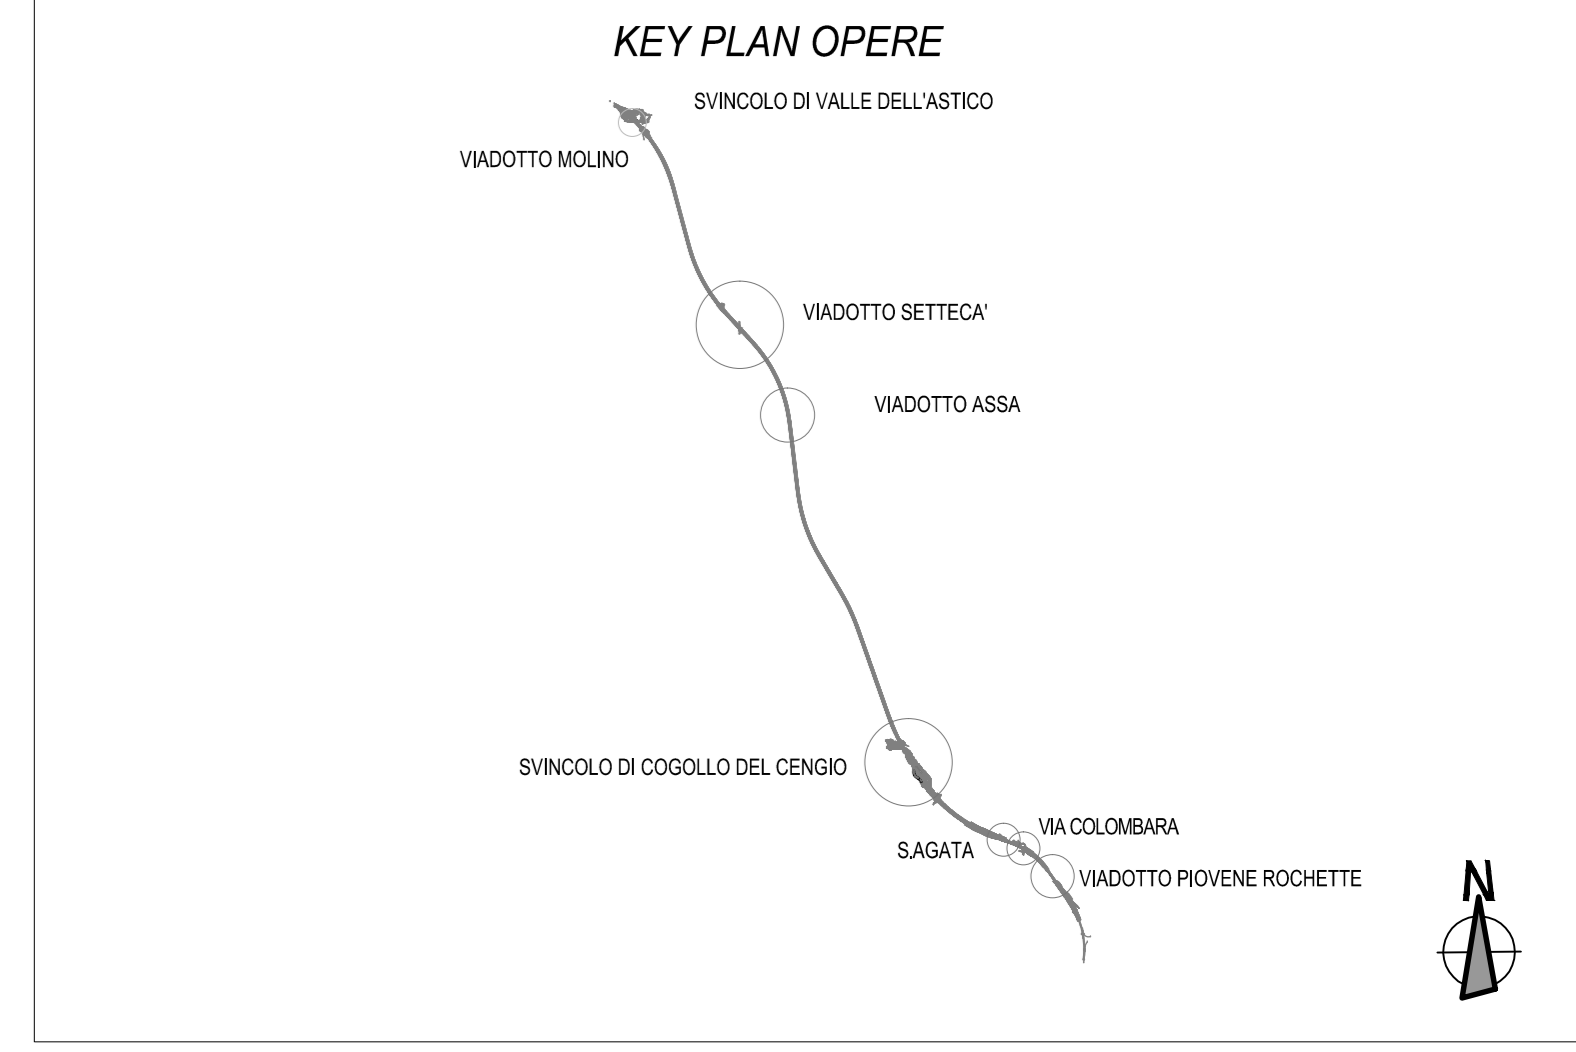 KEY PLAN OPERE
SVINCOLO DI VALLE DELL'ASTICO
VIADOTTO MOLINO
VIADOTTO SETTECA'
VIADOTTO ASSA
SVINCOLO DI COGOLLO DEL CENGIO
VIA COLOMBARA
S.AGATA
VIADOTTO PIOVENE ROCHETTE
N